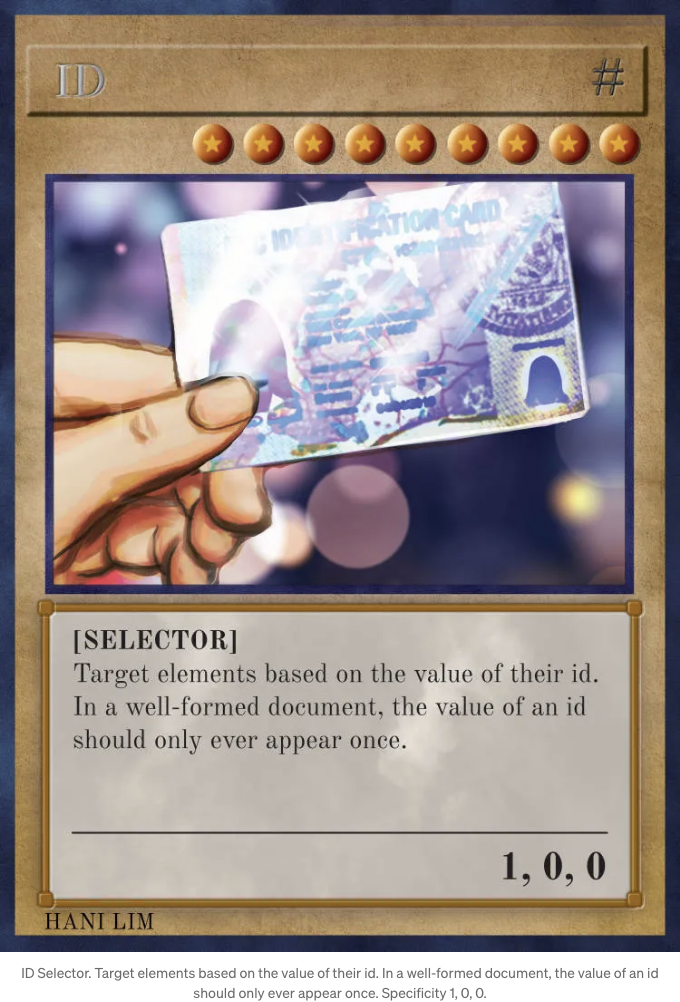 ID #
IDENTIFICATION CARD
[SELECTOR]
Target elements based on the value of their id.
In a well-formed document, the value of an id
should only ever appear once.
1, 0, 0
HANI LIM
ID Selector. Target elements based on the value of their id. In a well-formed document, the value of an id
should only ever appear once. Specificity 1, 0, 0.